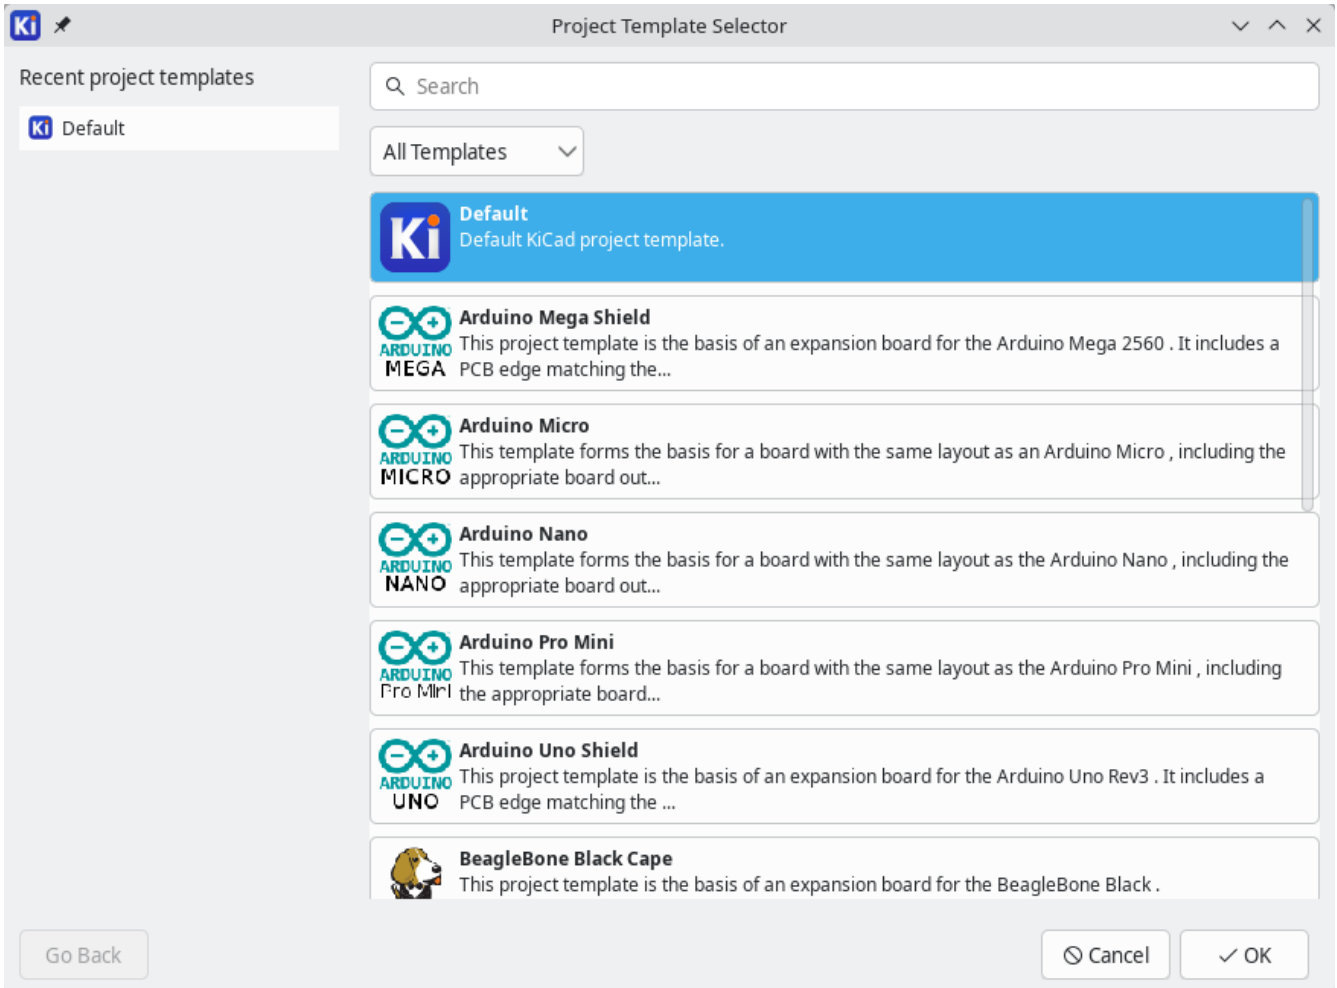 Ki
Project Template Selector
Recent project templates
Ki Default
Search
All Templates
Ki
Default
Default KiCad project template.
ARDUINO
MEGA
Arduino Mega Shield
This project template is the basis of an expansion board for the Arduino Mega 2560 . It includes a
PCB edge matching the...
ARDUINO
MICRO
Arduino Micro
This template forms the basis for a board with the same layout as an Arduino Micro , including the
appropriate board out...
ARDUINO
NANO
Arduino Nano
This template forms the basis for a board with the same layout as the Arduino Nano , including the
appropriate board out...
ARDUINO
Pro Mini
Arduino Pro Mini
This template forms the basis for a board with the same layout as the Arduino Pro Mini , including
the appropriate board...
ARDUINO
UNO
Arduino Uno Shield
This project template is the basis of an expansion board for the Arduino Uno Rev3 . It includes a
PCB edge matching the ...
BeagleBone Black Cape
This project template is the basis of an expansion board for the BeagleBone Black .
Go Back
Cancel
OK